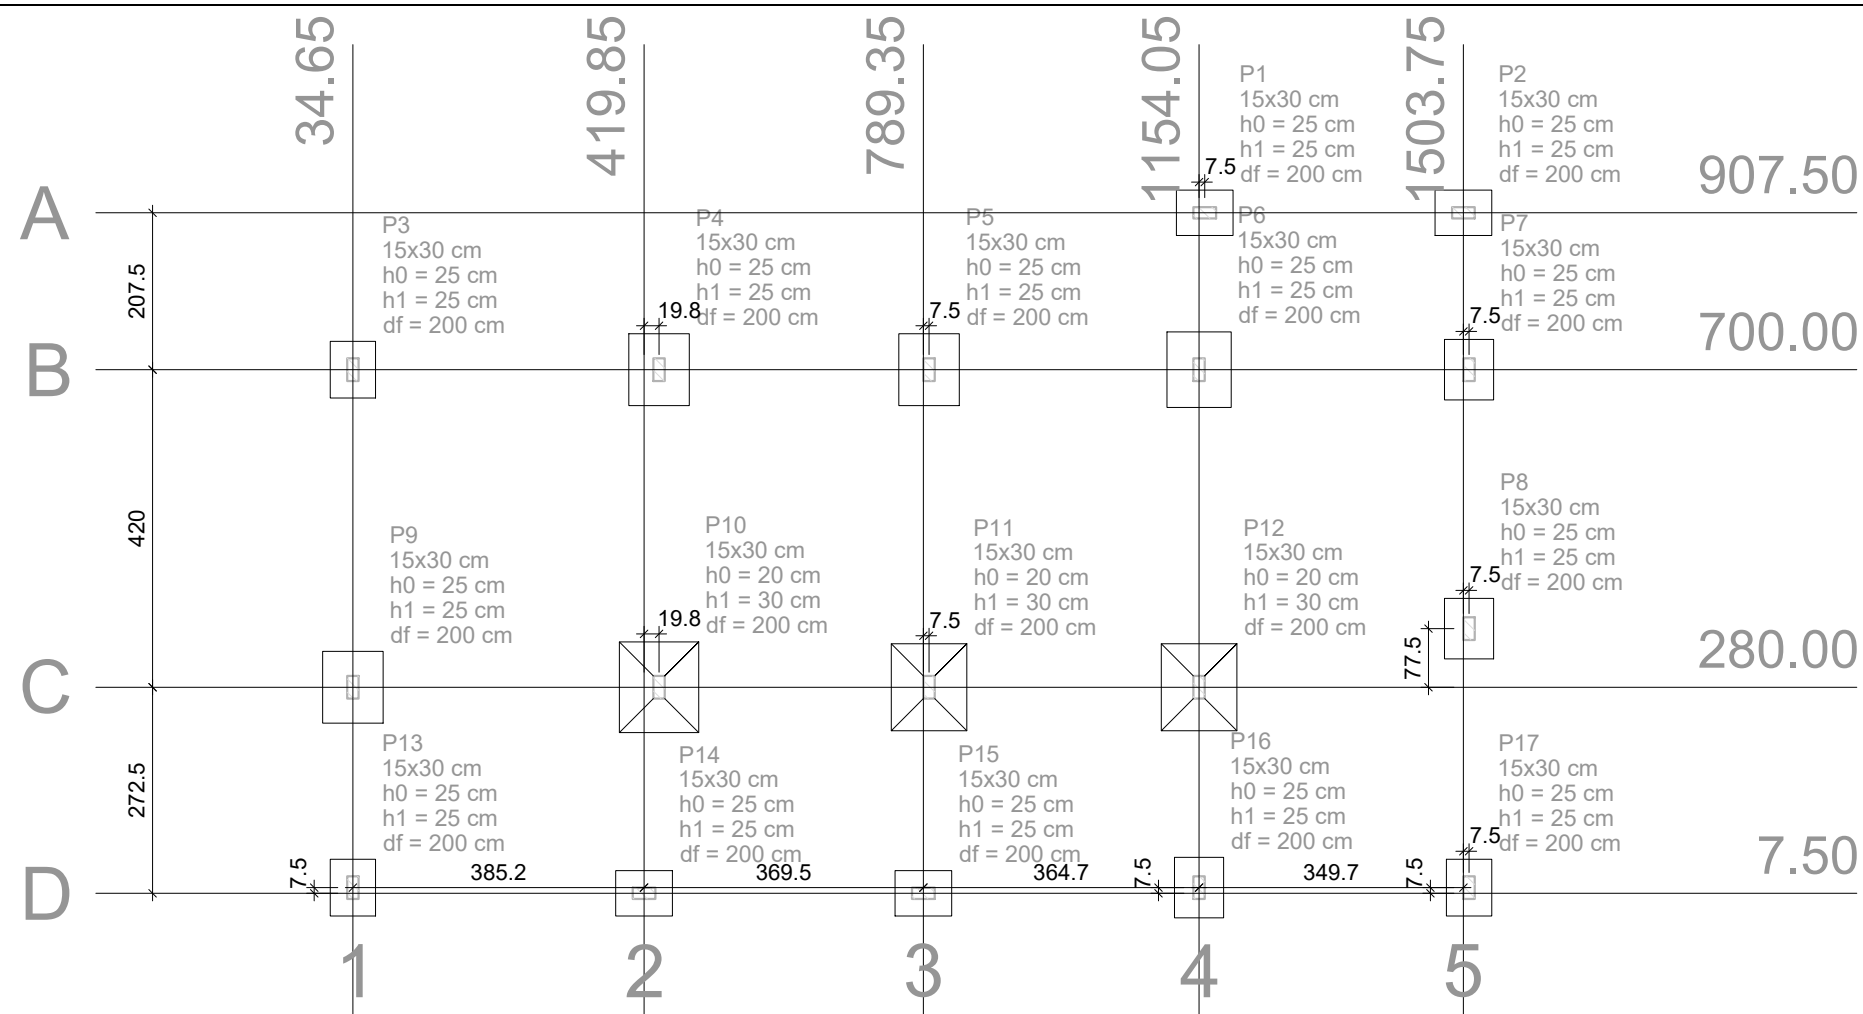 34.65
419.85
789.35
1154.05
1503.75
P1
15x30 cm
h0 = 25 cm
h1 = 25 cm
df = 200 cm
7.5
P2
15x30 cm
h0 = 25 cm
h1 = 25 cm
df = 200 cm
907.50
A
207.5
P3
15x30 cm
h0 = 25 cm
h1 = 25 cm
df = 200 cm
P4
15x30 cm
h0 = 25 cm
h1 = 25 cm
df = 200 cm
19.8
P5
15x30 cm
h0 = 25 cm
h1 = 25 cm
df = 200 cm
7.5
P6
15x30 cm
h0 = 25 cm
h1 = 25 cm
df = 200 cm
P7
15x30 cm
h0 = 25 cm
h1 = 25 cm
df = 200 cm
7.5
700.00
B
420
P9
15x30 cm
h0 = 25 cm
h1 = 25 cm
df = 200 cm
P10
15x30 cm
h0 = 20 cm
h1 = 30 cm
df = 200 cm
19.8
P11
15x30 cm
h0 = 20 cm
h1 = 30 cm
df = 200 cm
7.5
P12
15x30 cm
h0 = 20 cm
h1 = 30 cm
df = 200 cm
P8
15x30 cm
h0 = 25 cm
h1 = 25 cm
df = 200 cm
7.5
77.5
280.00
C
272.5
P13
15x30 cm
h0 = 25 cm
h1 = 25 cm
df = 200 cm
P14
15x30 cm
h0 = 25 cm
h1 = 25 cm
df = 200 cm
P15
15x30 cm
h0 = 25 cm
h1 = 25 cm
df = 200 cm
P16
15x30 cm
h0 = 25 cm
h1 = 25 cm
df = 200 cm
P17
15x30 cm
h0 = 25 cm
h1 = 25 cm
df = 200 cm
7.5
7.50
D
7.5
385.2
369.5
364.7
7.5
349.7
7.5
1
2
3
4
5